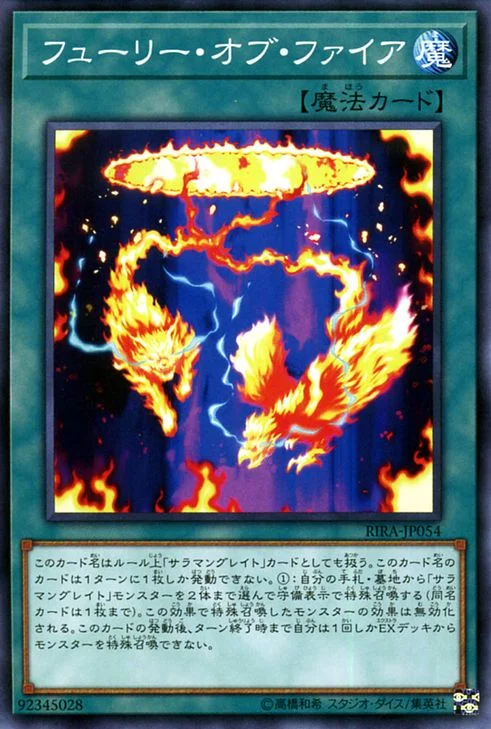 フューリー・オブ・ファイア 魔
【魔法カード】
RIRA-JP054
このカード名はルール上「サラマングレイト」カードとしても扱う。このカード名の
カードは1ターンに1枚しか発動できない。①:自分の手札・墓地から「サラ
マングレイト」モンスターを2体まで選んで守備表示で特殊召喚する(同名
カードは1枚まで)。この効果で特殊召喚したモンスターの効果は無効化
される。このカードの発動後、ターン終了時まで自分は1回しかEXデッキから
モンスターを特殊召喚できない。
92345028 ©高橋和希 スタジオ・ダイス/集英社